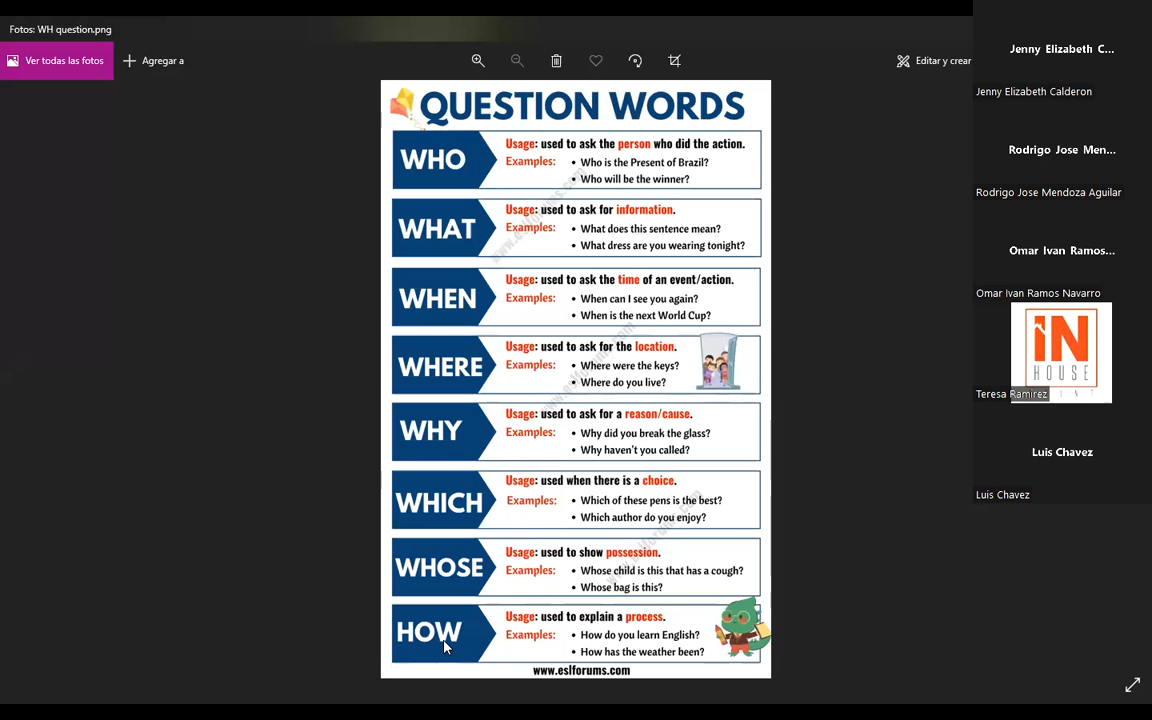 Fotos: WH question.png
Ver todas las fotos
Agregar a
Editar y crear
QUESTION WORDS
WHO
Usage: used to ask the person who did the action.
Examples:
• Who is the Present of Brazil?
• Who will be the winner?
WHAT
Usage: used to ask for information.
Examples:
• What does this sentence mean?
• What dress are you wearing tonight?
WHEN
Usage: used to ask the time of an event/action.
Examples:
• When can I see you again?
• When is the next World Cup?
WHERE
Usage: used to ask for the location.
Examples:
• Where were the keys?
• Where do you live?
WHY
Usage: used to ask for a reason/cause.
Examples:
• Why did you break the glass?
• Why haven't you called?
WHICH
Usage: used when there is a choice.
Examples:
• Which of these pens is the best?
• Which author do you enjoy?
WHOSE
Usage: used to show possession.
Examples:
• Whose child is this that has a cough?
• Whose bag is this?
HOW
Usage: used to explain a process.
Examples:
• How do you learn English?
• How has the weather been?
www.eslforums.com
www.eslforums.com
www.eslforums.com
www.eslforums.com
Jenny Elizabeth C...
Jenny Elizabeth Calderon
Rodrigo Jose Men...
Rodrigo Jose Mendoza Aguilar
Omar Ivan Ramos...
Omar Ivan Ramos Navarro
iN
HOUSE
Teresa Ramirez
Luis Chavez
Luis Chavez